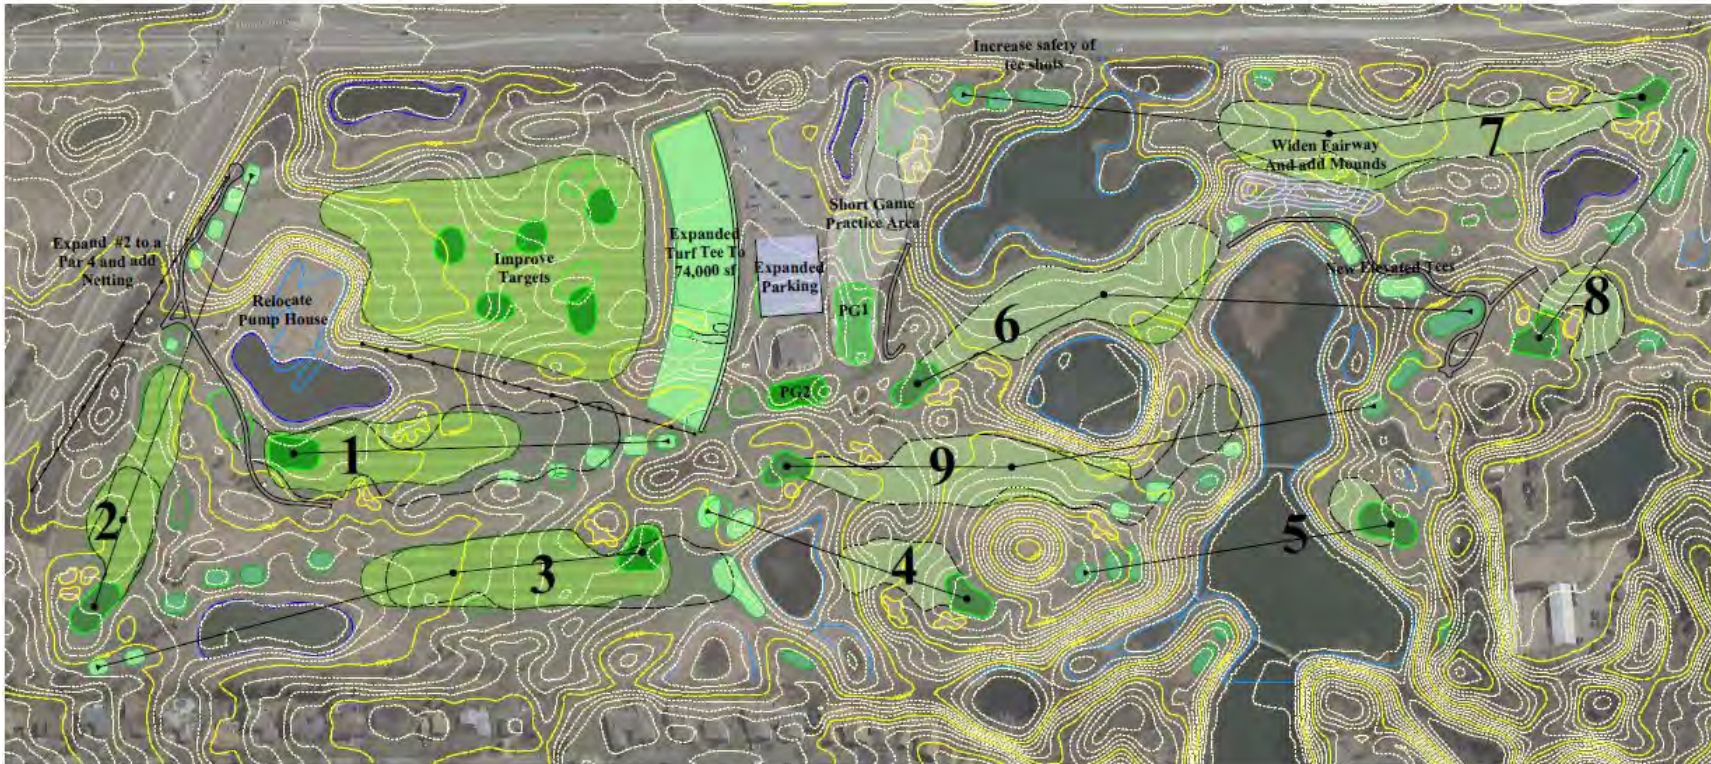 Increase safety of
tee shots
7
Widen Fairway
And add Mounds
Short Game
Practice Area
Expand #2 to a
Par 4 and add
Netting
Improve
Targets
Expanded
Turf Tee To
74,000 sf
Expanded
Parking
New Elevated Tees
Relocate
Pump House
PG1
6
8
PG2
1
9
2
5
3
4